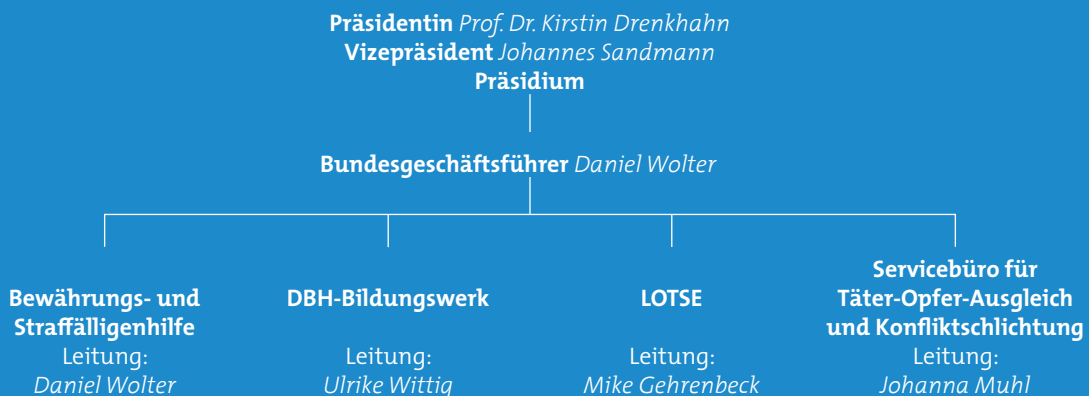 Präsidentin Prof. Dr. Kirstin Drenkhahn
Vizepräsident Johannes Sandmann
Präsidium
Bundesgeschäftsführer Daniel Wolter
Bewährungs- und
Straffälligenhilfe
Leitung:
Daniel Wolter
DBH-Bildungswerk
Leitung:
Ulrike Wittig
LOTSE
Leitung:
Mike Gehrenbeck
Servicebüro für
Täter-Opfer-Ausgleich
und Konfliktschlichtung
Leitung:
Johanna Muhl